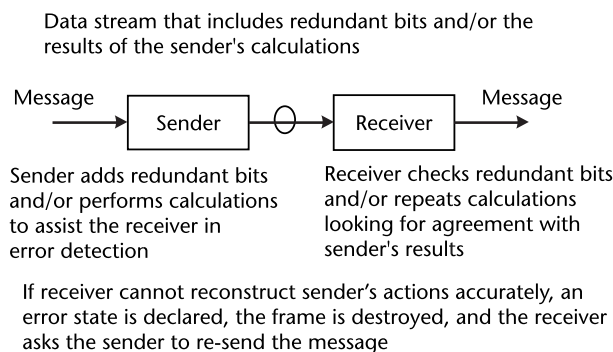 Data stream that includes redundant bits and/or the
results of the sender's calculations
Message
Message
Sender
Receiver
Sender adds redundant bits
and/or performs calculations
to assist the receiver in
error detection
Receiver checks redundant bits
and/or repeats calculations
looking for agreement with
sender's results
If receiver cannot reconstruct sender’s actions accurately, an
error state is declared, the frame is destroyed, and the receiver
asks the sender to re-send the message